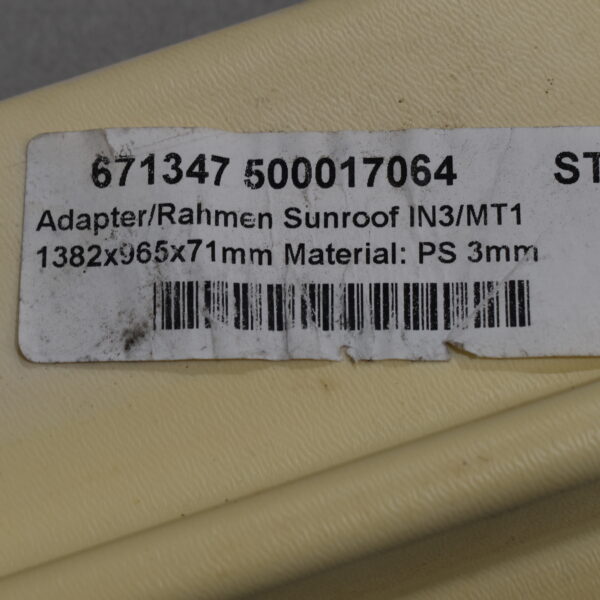 671347 500017064 ST
Adapter/Rahmen Sunroof IN3/MT1
1382x965x71mm Material: PS 3mm